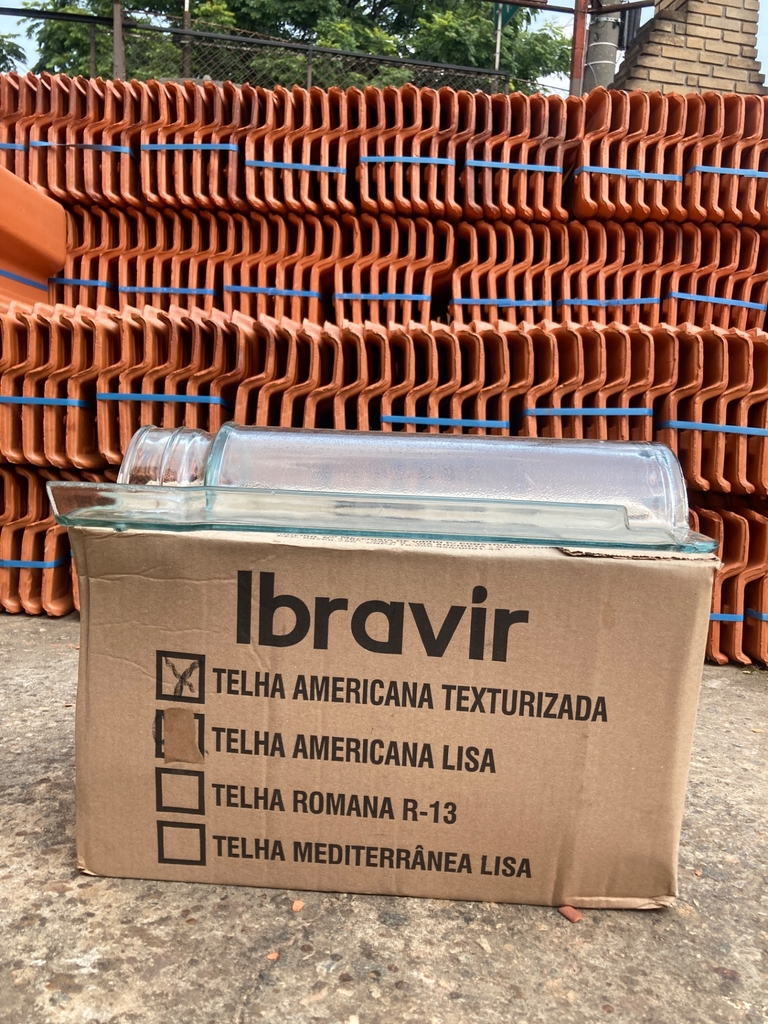 Ibravir
TELHA AMERICANA TEXTURIZADA
TELHA AMERICANA LISA
TELHA ROMANA R-13
TELHA MEDITERRÂNEA LISA